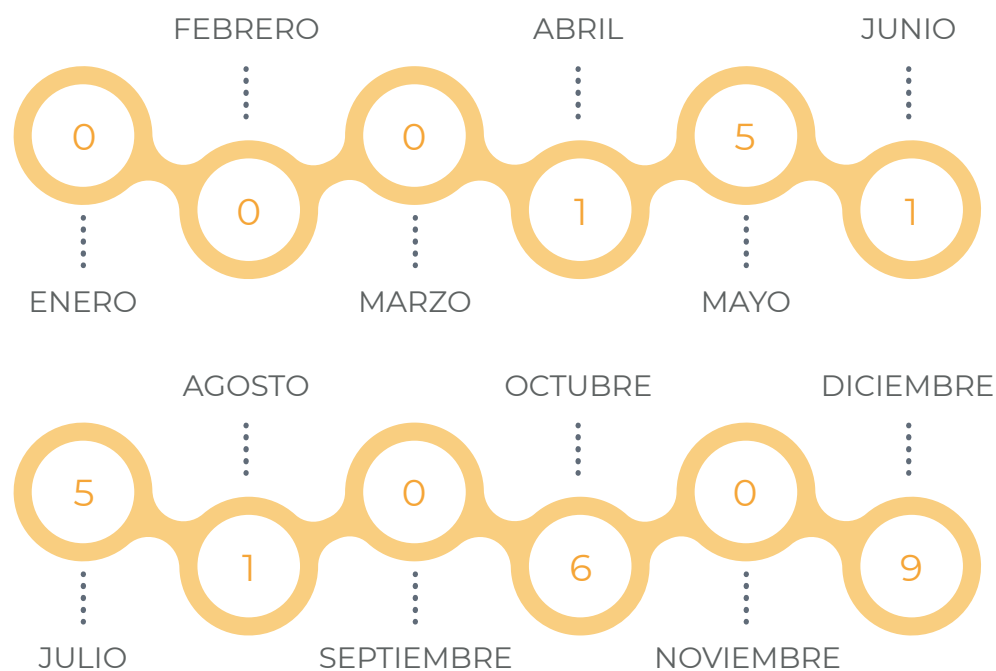 FEBRERO ABRIL JUNIO
0 0 5
0 1 1
ENERO MARZO MAYO
AGOSTO OCTUBRE DICIEMBRE
5 0 0
1 6 9
JULIO SEPTIEMBRE NOVIEMBRE